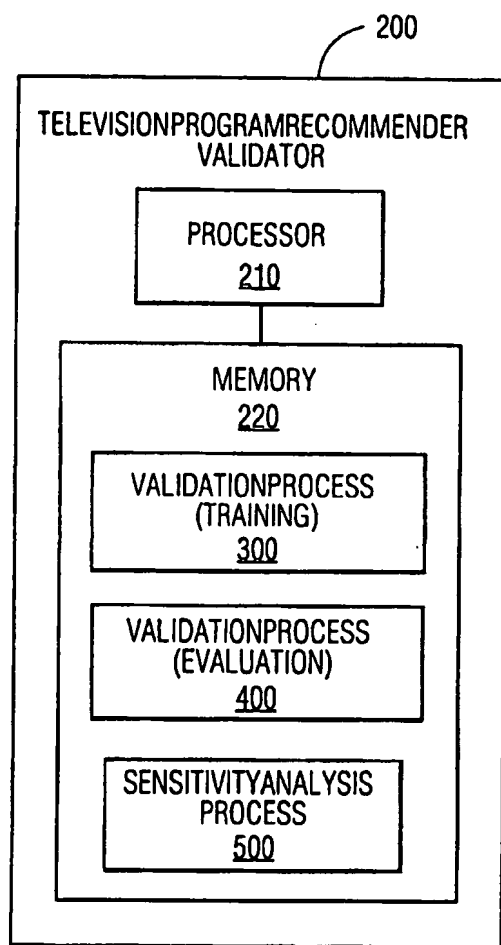 200
TELEVISIONPROGRAMRECOMMENDER
VALIDATOR
PROCESSOR
210
MEMORY
220
VALIDATIONPROCESS
(TRAINING)
300
VALIDATIONPROCESS
(EVALUATION)
400
SENSITIVITYANALYSIS
PROCESS
500